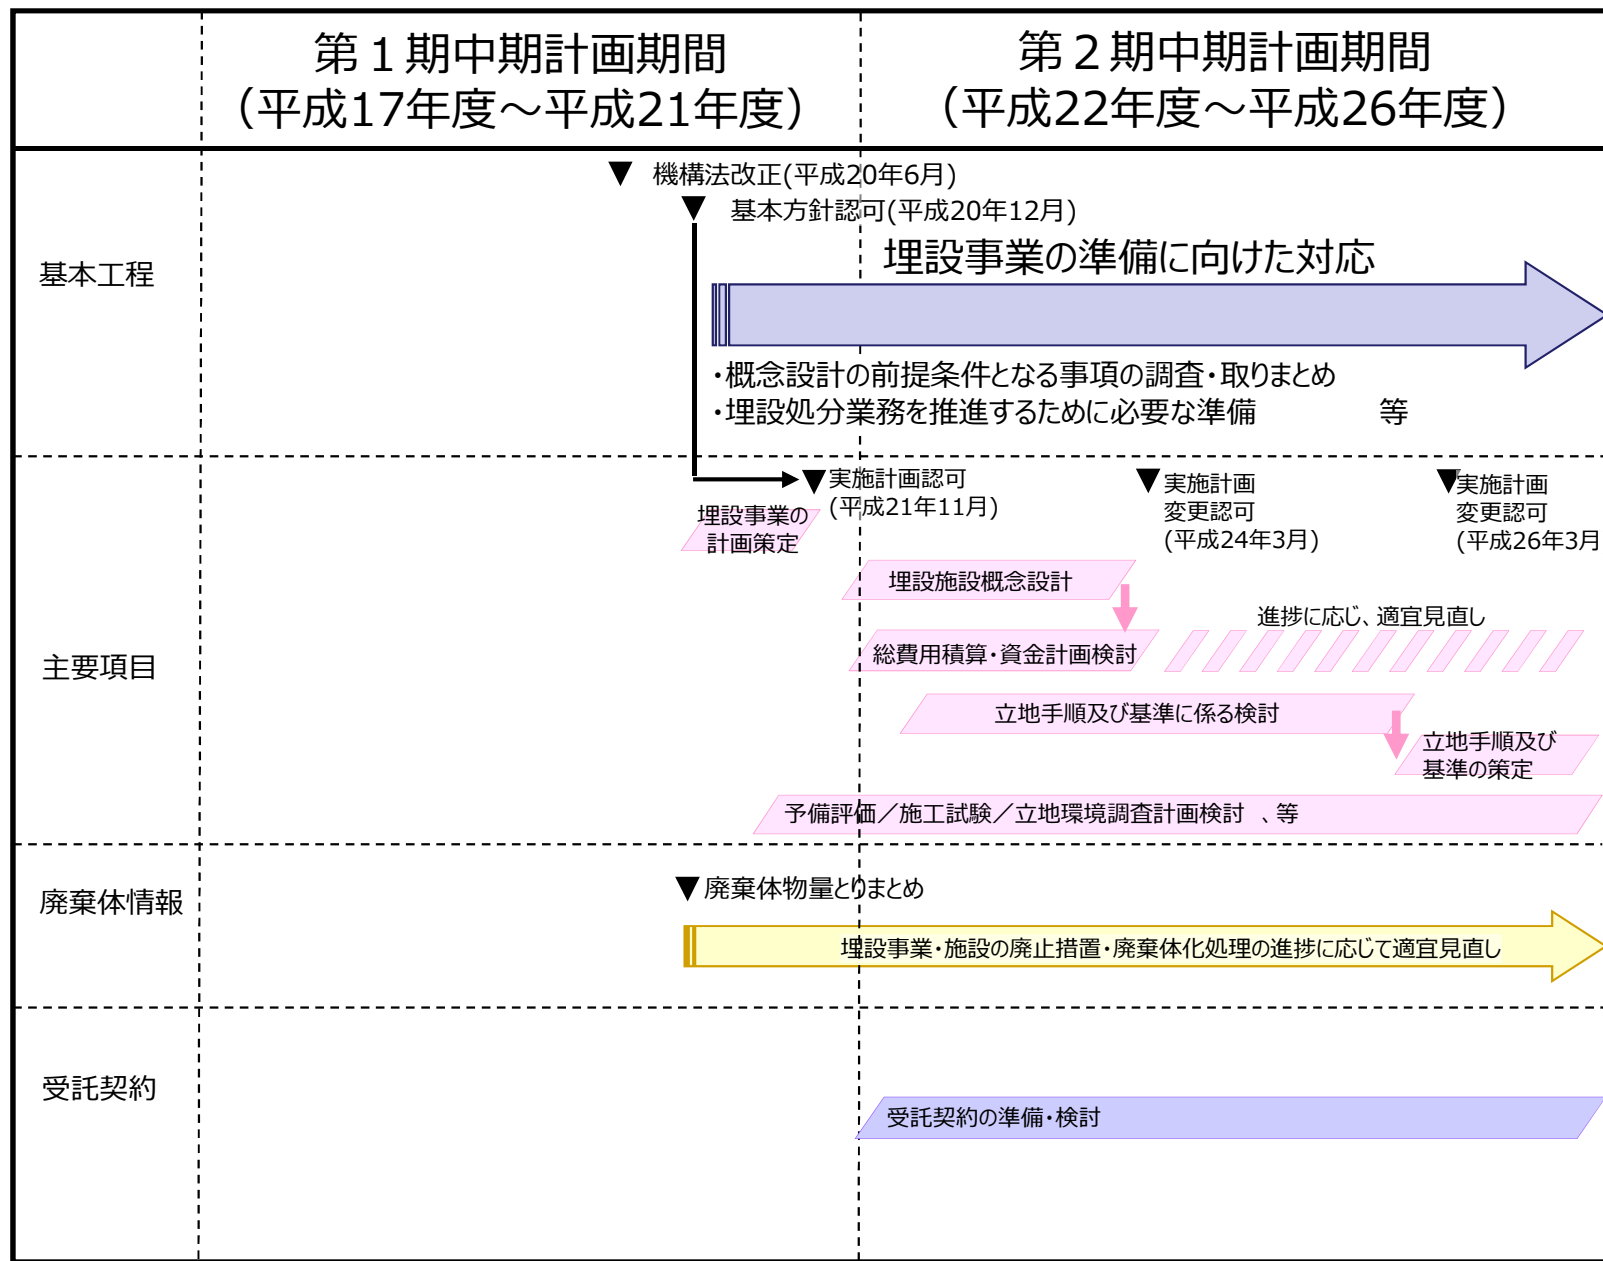 第１期中期計画期間
（平成17年度～平成21年度）
第２期中期計画期間
（平成22年度～平成26年度）
基本工程
▼ 機構法改正(平成20年6月)
▼ 基本方針認可(平成20年12月)
埋設事業の準備に向けた対応
・概念設計の前提条件となる事項の調査・取りまとめ
・埋設処分業務を推進するために必要な準備　　　　等
主要項目
▼実施計画認可
(平成21年11月)
▼実施計画
変更認可
(平成24年3月)
▼実施計画
変更認可
(平成26年3月
埋設事業の
計画策定
埋設施設概念設計
進捗に応じ、適宜見直し
総費用積算・資金計画検討
立地手順及び基準に係る検討
立地手順及び
基準の策定
予備評価／施工試験／立地環境調査計画検討　、等
廃棄体情報
▼廃棄体物量とりまとめ
埋設事業・施設の廃止措置・廃棄体化処理の進捗に応じて適宜見直し
受託契約
受託契約の準備・検討